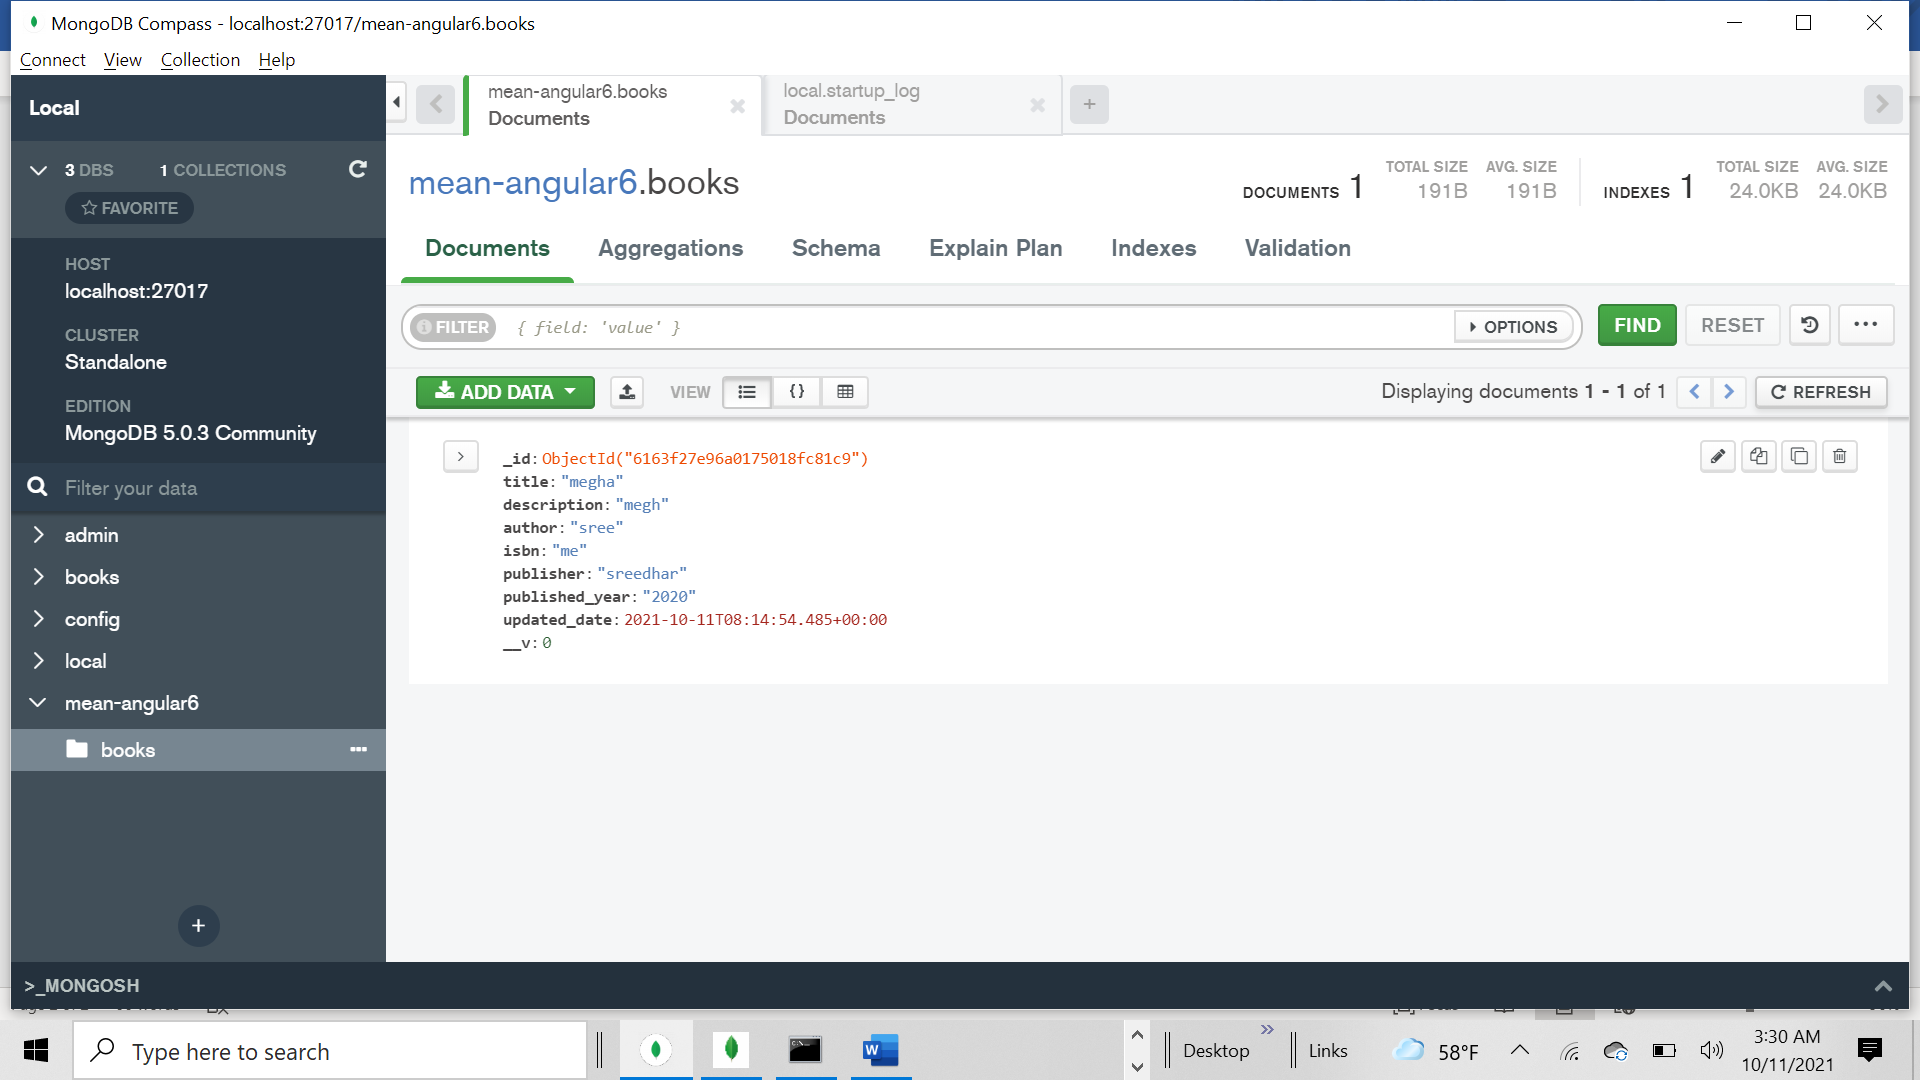 MongoDB Compass - localhost:27017/mean-angular6.books
Connect View Collection Help
Local
3 DBS 1 COLLECTIONS
FAVORITE
HOST
localhost:27017
CLUSTER
Standalone
EDITION
MongoDB 5.0.3 Community
Filter your data
admin
books
config
local
mean-angular6
books
mean-angular6.books
Documents
local.startup_log
Documents
mean-angular6.books
DOCUMENTS 1
TOTAL SIZE
191B
AVG. SIZE
191B
INDEXES 1
TOTAL SIZE
24.0KB
AVG. SIZE
24.0KB
Documents Aggregations Schema Explain Plan Indexes Validation
FILTER { field: 'value' } OPTIONS FIND RESET
ADD DATA VIEW Displaying documents 1 - 1 of 1 REFRESH
_id: ObjectId("6163f27e96a0175018fc81c9")
title: "megha"
description: "megh"
author: "sree"
isbn: "me"
publisher: "sreedhar"
published_year: "2020"
updated_date: 2021-10-11T08:14:54.485+00:00
__v: 0
>_MONGOSH
Type here to search
Desktop
Links
58°F
3:30 AM
10/11/2021